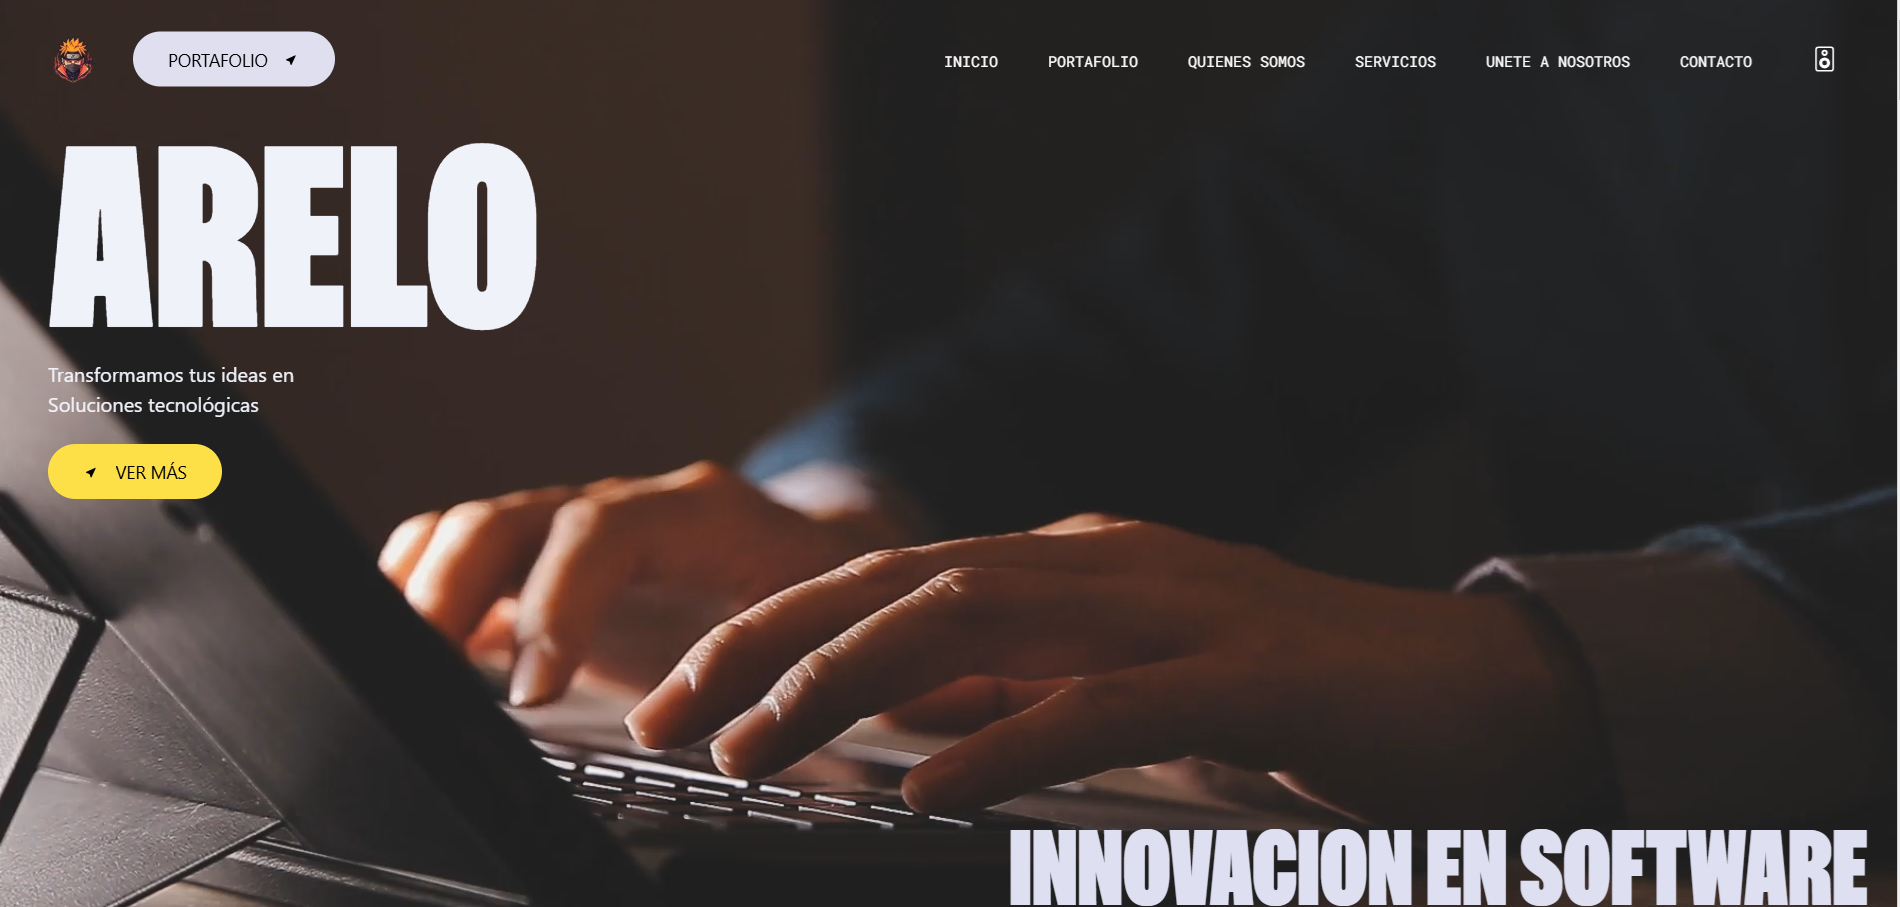 PORTAFOLIO
INICIO PORTAFOLIO QUIENES SOMOS SERVICIOS UNETE A NOSOTROS CONTACTO
ARELO
Transformamos tus ideas en
Soluciones tecnológicas
VER MÁS
INNOVACION EN SOFTWARE